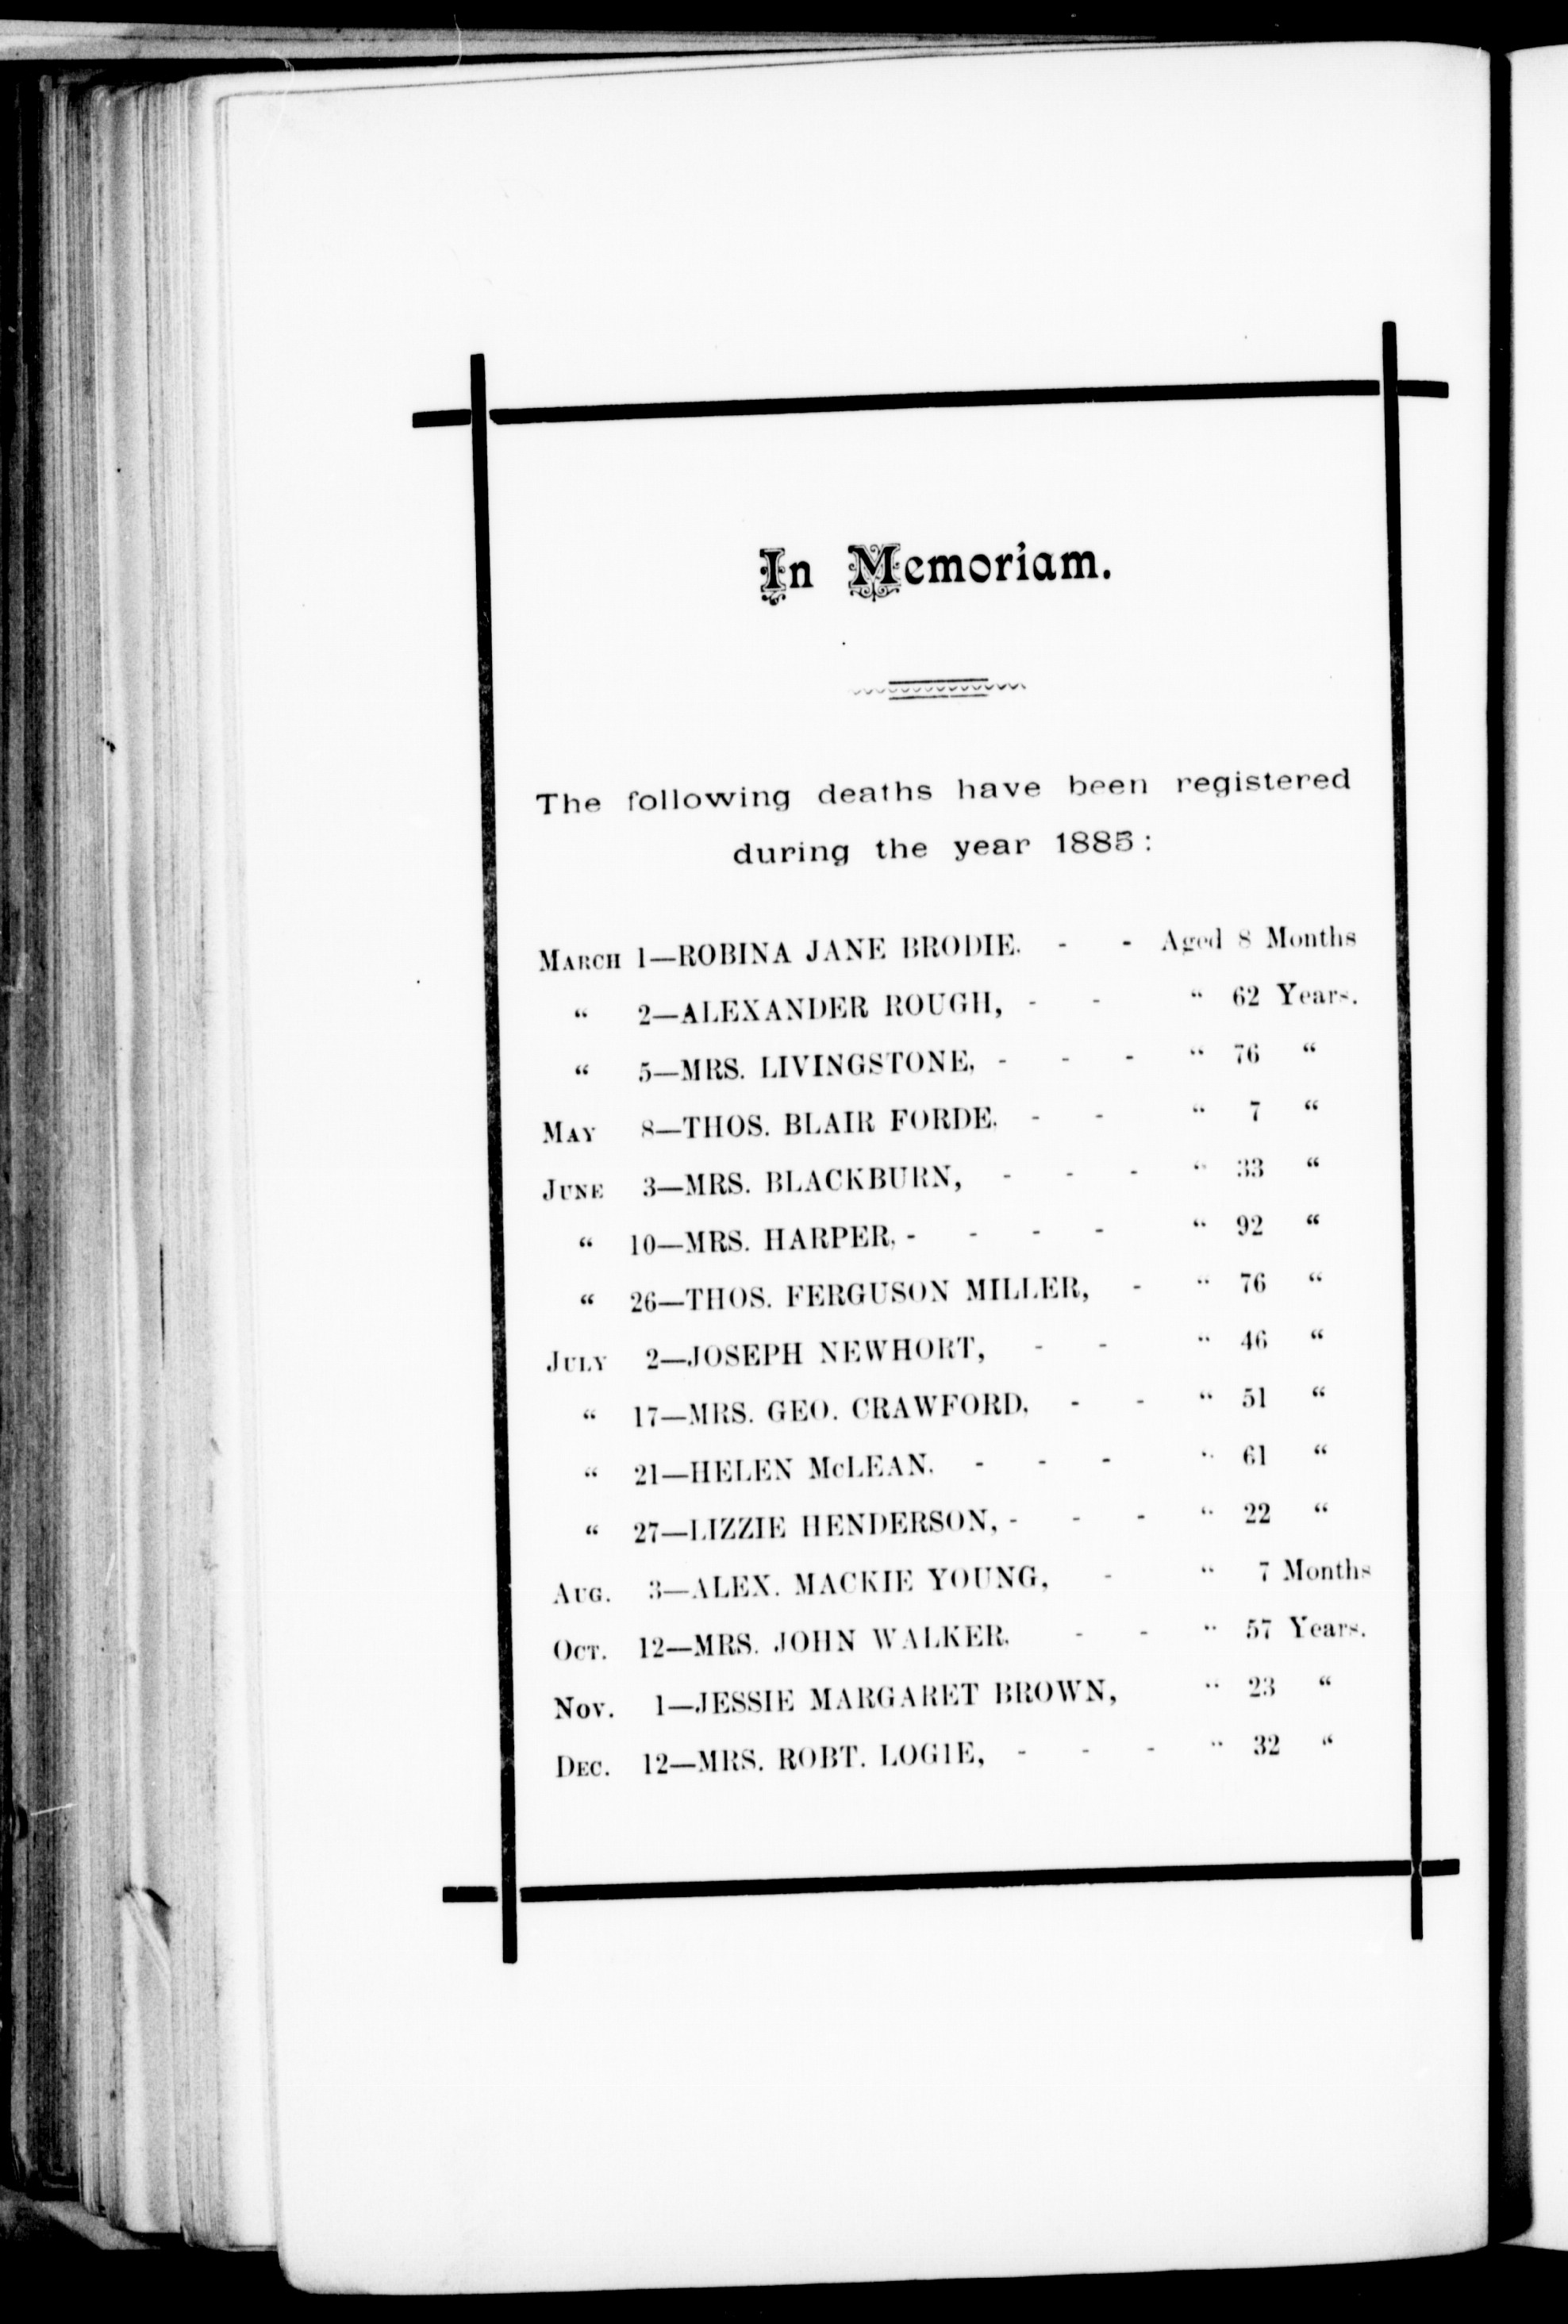 In Memoriam.
The following deaths have been registered
during the year 1885:
MARCH 1—ROBINA JANE BRODIE. - - Aged 8 Months
“ 2—ALEXANDER ROUGH, - - “ 62 Years.
“ 5—MRS. LIVINGSTONE, - - - “ 76 “
MAY 8—THOS. BLAIR FORDE. - - “ 7 “
JUNE 3—MRS. BLACKBURN, - - - “ 33 “
“ 10—MRS. HARPER, - - - - “ 92 “
“ 26—THOS. FERGUSON MILLER, - “ 76 “
JULY 2—JOSEPH NEWHORT, - - “ 46 “
“ 17—MRS. GEO. CRAWFORD, - - “ 51 “
“ 21—HELEN McLEAN. - - - “ 61 “
“ 27—LIZZIE HENDERSON, - - - “ 22 “
AUG. 3—ALEX. MACKIE YOUNG, - “ 7 Months
OCT. 12—MRS. JOHN WALKER. - - “ 57 Years.
NOV. 1—JESSIE MARGARET BROWN, “ 23 “
DEC. 12—MRS. ROBT. LOGIE, - - - “ 32 “